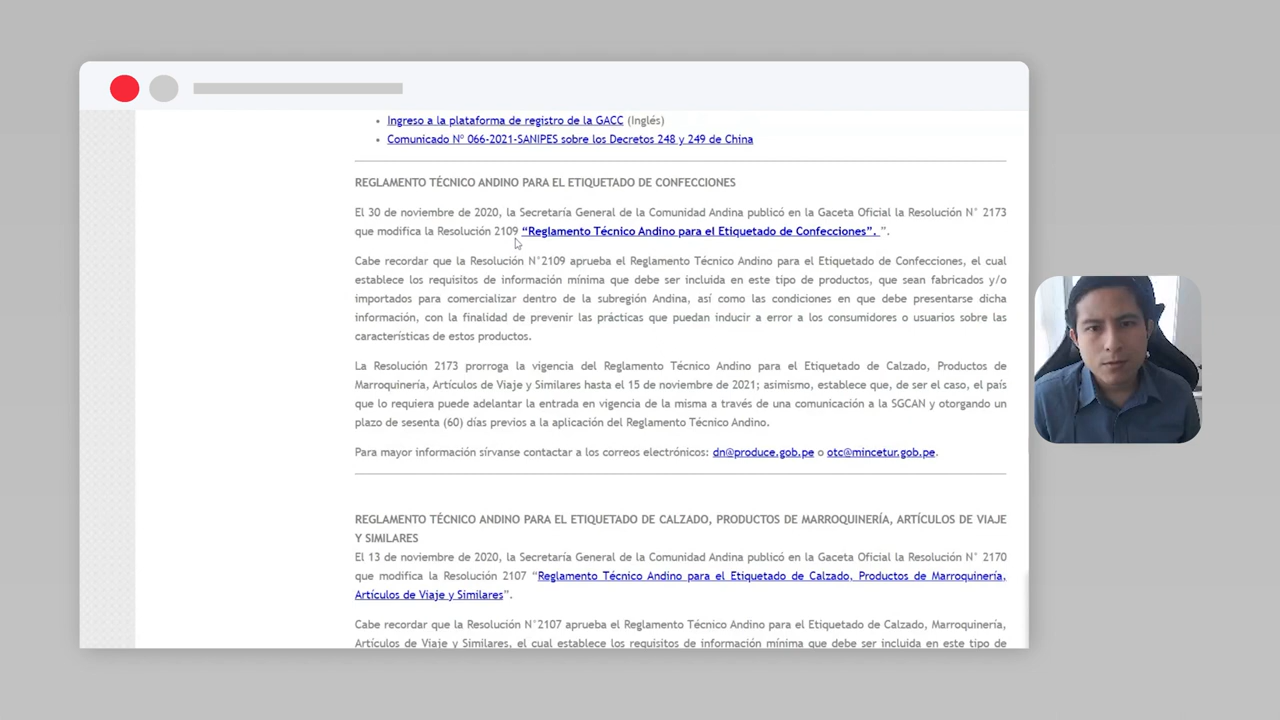 Ingreso a la plataforma de registro de la GACC (Inglés)
Comunicado Nº 066-2021-SANIPES sobre los Decretos 248 y 249 de China
REGLAMENTO TÉCNICO ANDINO PARA EL ETIQUETADO DE CONFECCIONES
El 30 de noviembre de 2020, la Secretaría General de la Comunidad Andina publicó en la Gaceta Oficial la Resolución N° 2173
que modifica la Resolución 2109 “Reglamento Técnico Andino para el Etiquetado de Confecciones”. ”.
Cabe recordar que la Resolución N°2109 aprueba el Reglamento Técnico Andino para el Etiquetado de Confecciones, el cual
establece los requisitos de información mínima que debe ser incluida en este tipo de productos, que sean fabricados y/o
importados para comercializar dentro de la subregión Andina, así como las condiciones en que debe presentarse dicha
información, con la finalidad de prevenir las prácticas que puedan inducir a error a los consumidores o usuarios sobre las
características de estos productos.
La Resolución 2173 prorroga la vigencia del Reglamento Técnico Andino para el Etiquetado de Calzado, Productos de
Marroquinería, Artículos de Viaje y Similares hasta el 15 de noviembre de 2021; asimismo, establece que, de ser el caso, el país
que lo requiera puede adelantar la entrada en vigencia de la misma a través de una comunicación a la SGCAN y otorgando un
plazo de sesenta (60) días previos a la aplicación del Reglamento Técnico Andino.
Para mayor información sírvanse contactar a los correos electrónicos: dn@produce.gob.pe o otc@mincetur.gob.pe.
REGLAMENTO TÉCNICO ANDINO PARA EL ETIQUETADO DE CALZADO, PRODUCTOS DE MARROQUINERÍA, ARTÍCULOS DE VIAJE
Y SIMILARES
El 13 de noviembre de 2020, la Secretaría General de la Comunidad Andina publicó en la Gaceta Oficial la Resolución N° 2170
que modifica la Resolución 2107 “Reglamento Técnico Andino para el Etiquetado de Calzado, Productos de Marroquinería,
Artículos de Viaje y Similares”.
Cabe recordar que la Resolución N°2107 aprueba el Reglamento Técnico Andino para el Etiquetado de Calzado, Marroquinería,
Artículos de Viaje y Similares, el cual establece los requisitos de información mínima que debe ser incluida en este tipo de